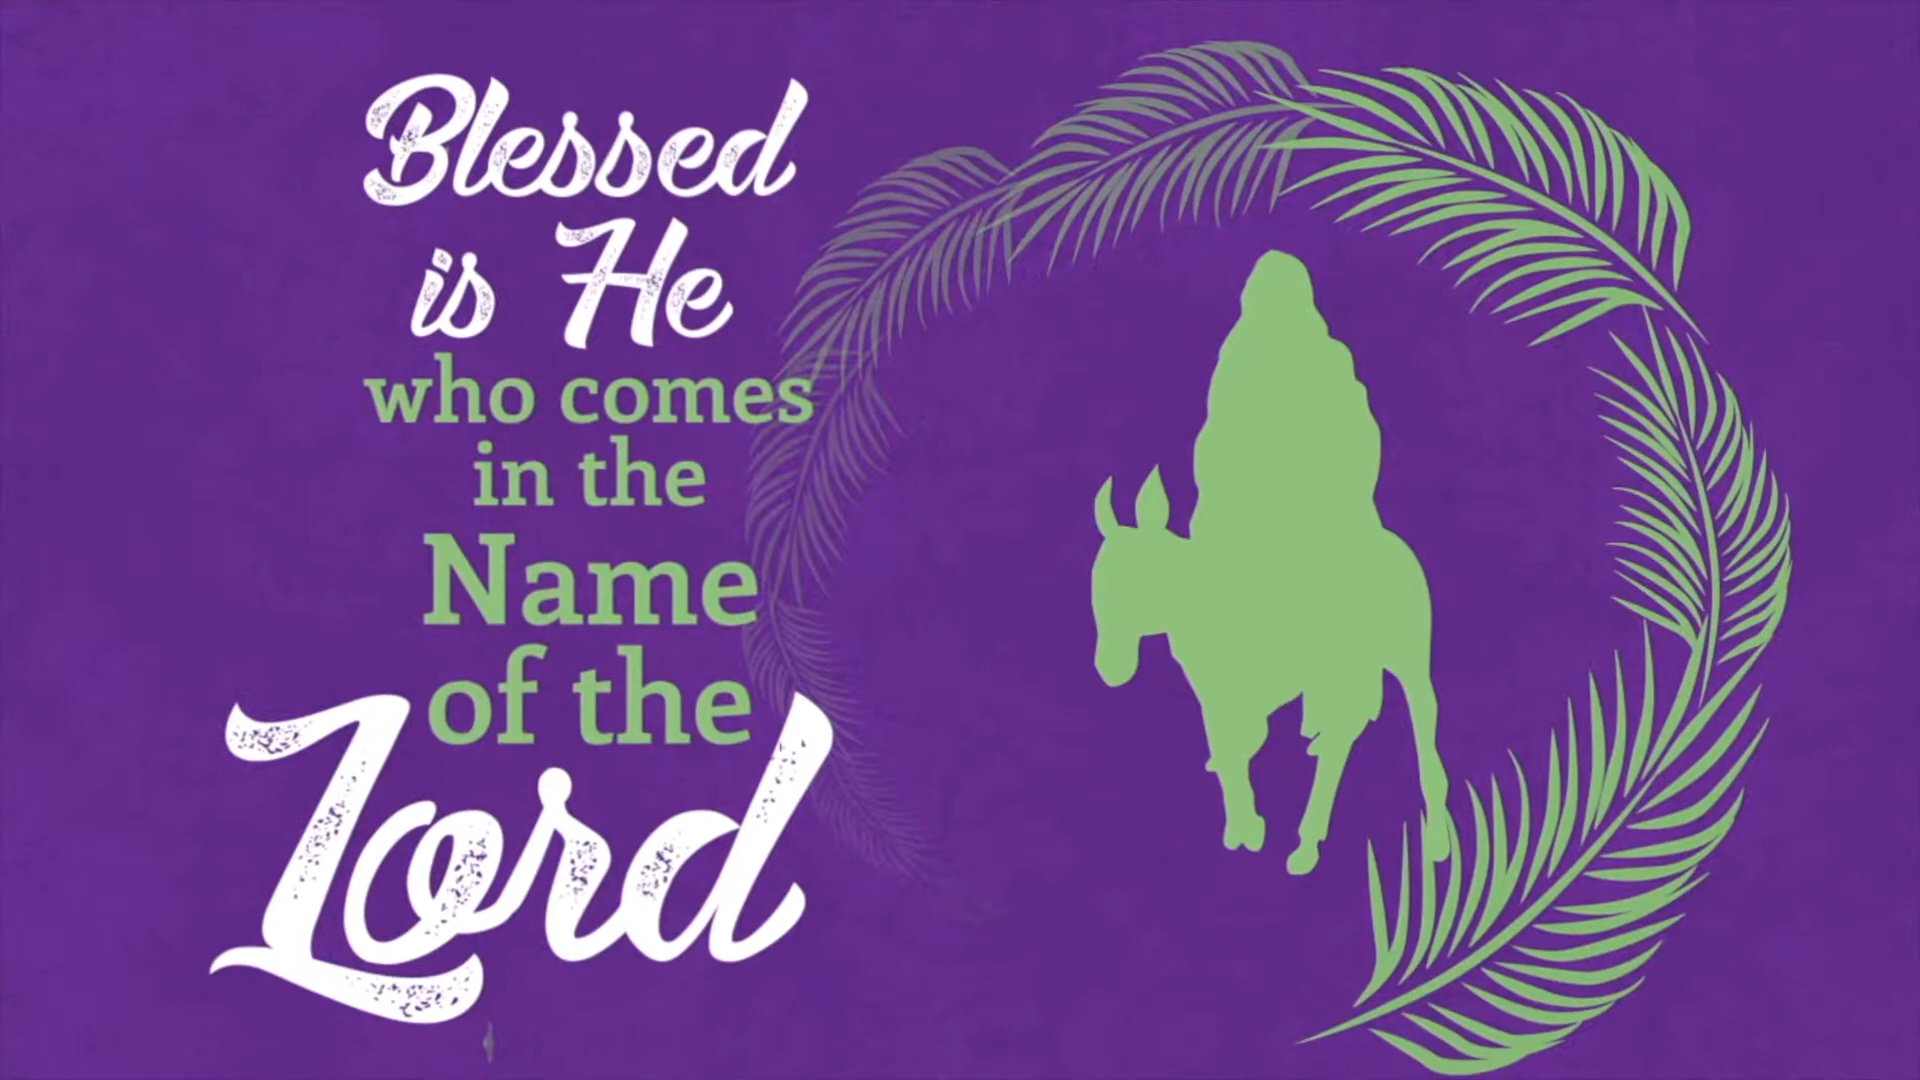 Blessed
is He
who comes
in the
Name
of the
Lord